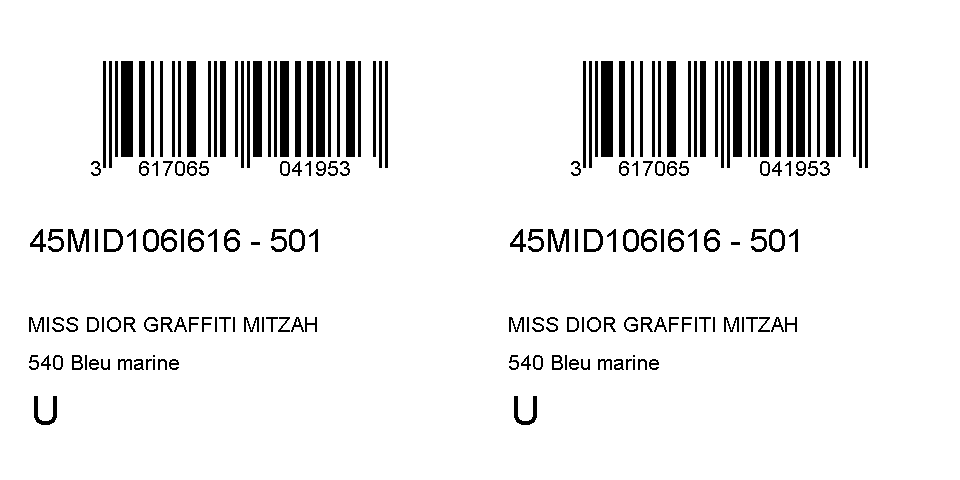 3 617065 041953
45MID106I616 - 501
MISS DIOR GRAFFITI MITZAH
540 Bleu marine
U
3 617065 041953
45MID106I616 - 501
MISS DIOR GRAFFITI MITZAH
540 Bleu marine
U